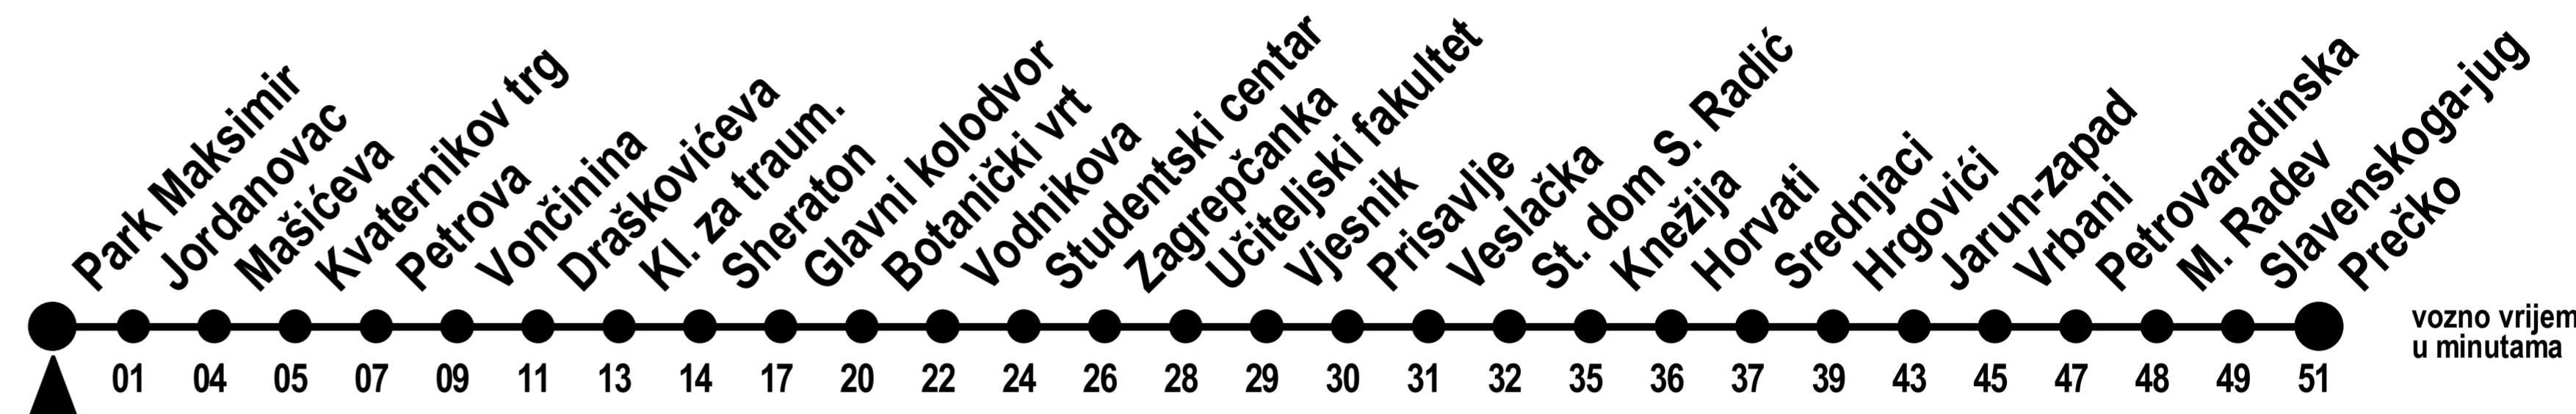 Park Maksimir
Jordanovac
Mašićeva
Kvaternikov trg
Petrova
Vončinina
Draškovićeva
Kl. za traum.
Sheraton
Glavni kolodvor
Botanički vrt
Vodnikova
Studentski centar
Zagrepčanka
Učiteljski fakultet
Vjesnik
Prisavlje
Veslačka
St. dom S. Radić
Knežija
Horvati
Srednjaci
Hrgovići
Jarun-zapad
Vrbani
Petrovaradinska
M. Radev
Slavenskoga-jug
Prečko
01 04 05 07 09 11 13 14 17 20 22 24 26 28 29 30 31 32 35 36 37 39 43 45 47 48 49 51
vozno vrijem
u minutama